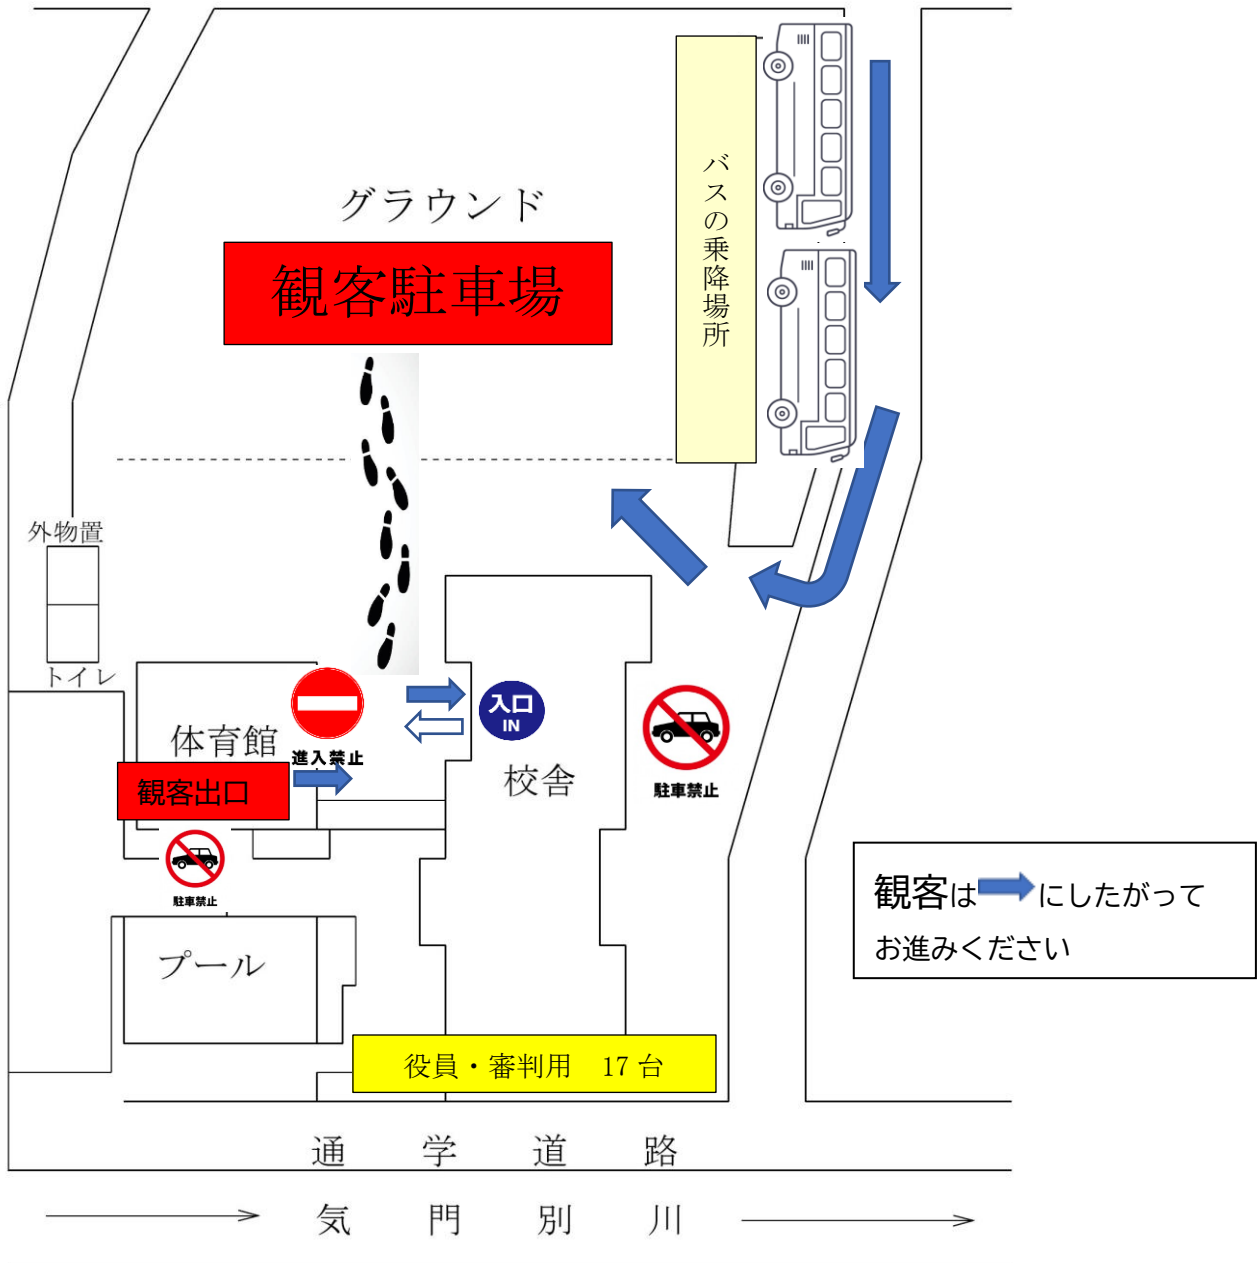 グラウンド
観客駐車場
バスの乗降場所
外物置
トイレ
体育館
進入禁止
入口
IN
観客出口
校舎
駐車禁止
駐車禁止
プール
観客は にしたがって
お進みください
役員・審判用 17台
通学道路
気門別川